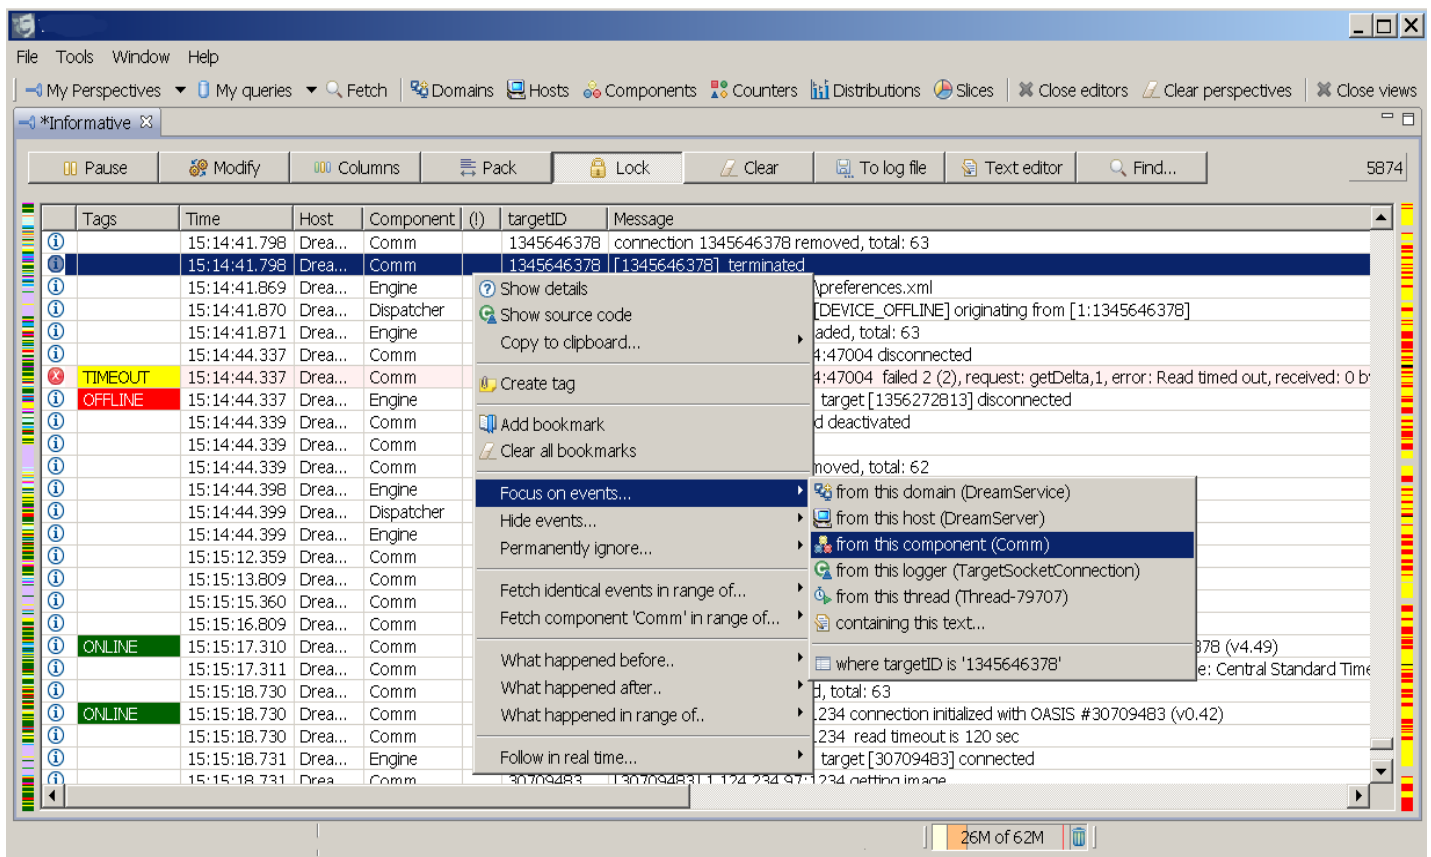 File Tools Window Help
My Perspectives My queries Fetch Domains Hosts Components Counters Distributions Slices Close editors Clear perspectives Close views
*Informative
Pause Modify Columns Pack Lock Clear To log file Text editor Find... 5874
Tags Time Host Component (!) targetID Message
15:14:41.798 Drea... Comm 1345646378 connection 1345646378 removed, total: 63
15:14:41.798 Drea... Comm 1345646378 [1345646378] terminated
15:14:41.869 Drea... Engine \preferences.xml
15:14:41.870 Drea... Dispatcher [DEVICE_OFFLINE] originating from [1:1345646378]
15:14:41.871 Drea... Engine aded, total: 63
15:14:44.337 Drea... Comm 4:47004 disconnected
TIMEOUT 15:14:44.337 Drea... Comm 4:47004 failed 2 (2), request: getDelta,1, error: Read timed out, received: 0 b
OFFLINE 15:14:44.337 Drea... Engine target [1356272813] disconnected
15:14:44.339 Drea... Comm d deactivated
15:14:44.339 Drea... Comm
15:14:44.339 Drea... Comm moved, total: 62
15:14:44.398 Drea... Engine
15:14:44.399 Drea... Dispatcher
15:14:44.399 Drea... Engine
15:15:12.359 Drea... Comm
15:15:13.809 Drea... Comm
15:15:15.360 Drea... Comm
15:15:16.809 Drea... Comm
ONLINE 15:15:17.310 Drea... Comm 378 (v4.49)
15:15:17.311 Drea... Comm e: Central Standard Time
15:15:18.730 Drea... Comm d, total: 63
ONLINE 15:15:18.730 Drea... Comm .234 connection initialized with OASIS #30709483 (v0.42)
15:15:18.730 Drea... Comm .234 read timeout is 120 sec
15:15:18.731 Drea... Engine target [30709483] connected
15:15:18.731 Drea... Comm 30709483 [30709483] 1.124.234.97:1234 getting image
Show details
Show source code
Copy to clipboard...
Create tag
Add bookmark
Clear all bookmarks
Focus on events...
Hide events...
Permanently ignore...
Fetch identical events in range of...
Fetch component 'Comm' in range of...
What happened before..
What happened after..
What happened in range of..
Follow in real time...
from this domain (DreamService)
from this host (DreamServer)
from this component (Comm)
from this logger (TargetSocketConnection)
from this thread (Thread-79707)
containing this text...
where targetID is '1345646378'
26M of 62M